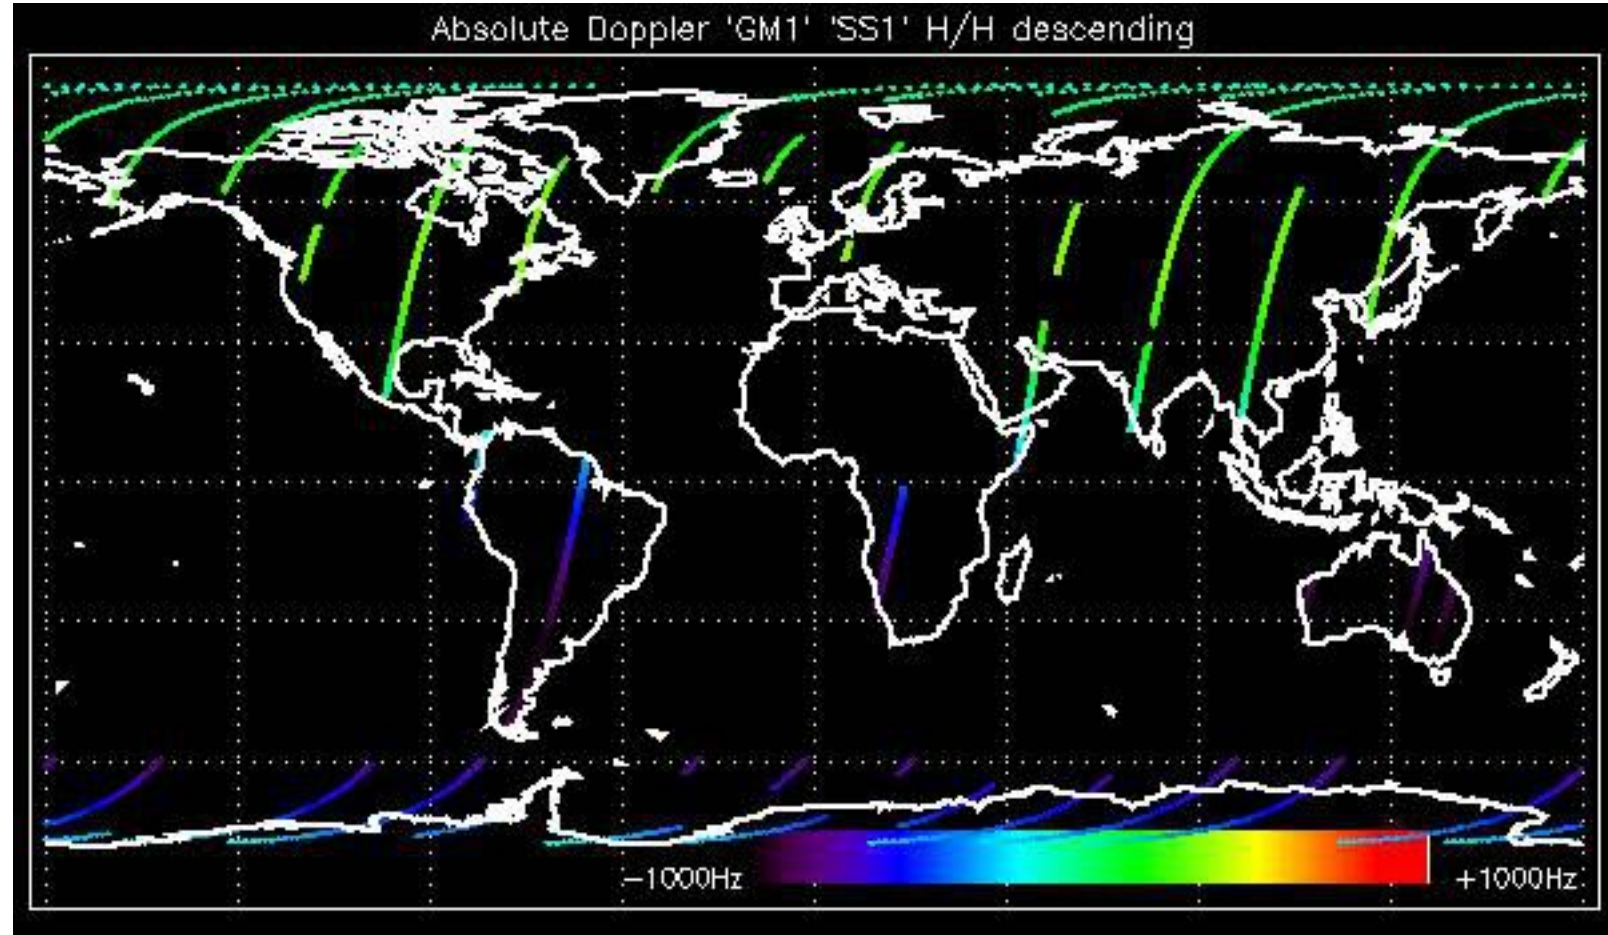 Absolute Doppler 'GM1' 'SS1' H/H descending
−1000Hz
+1000Hz